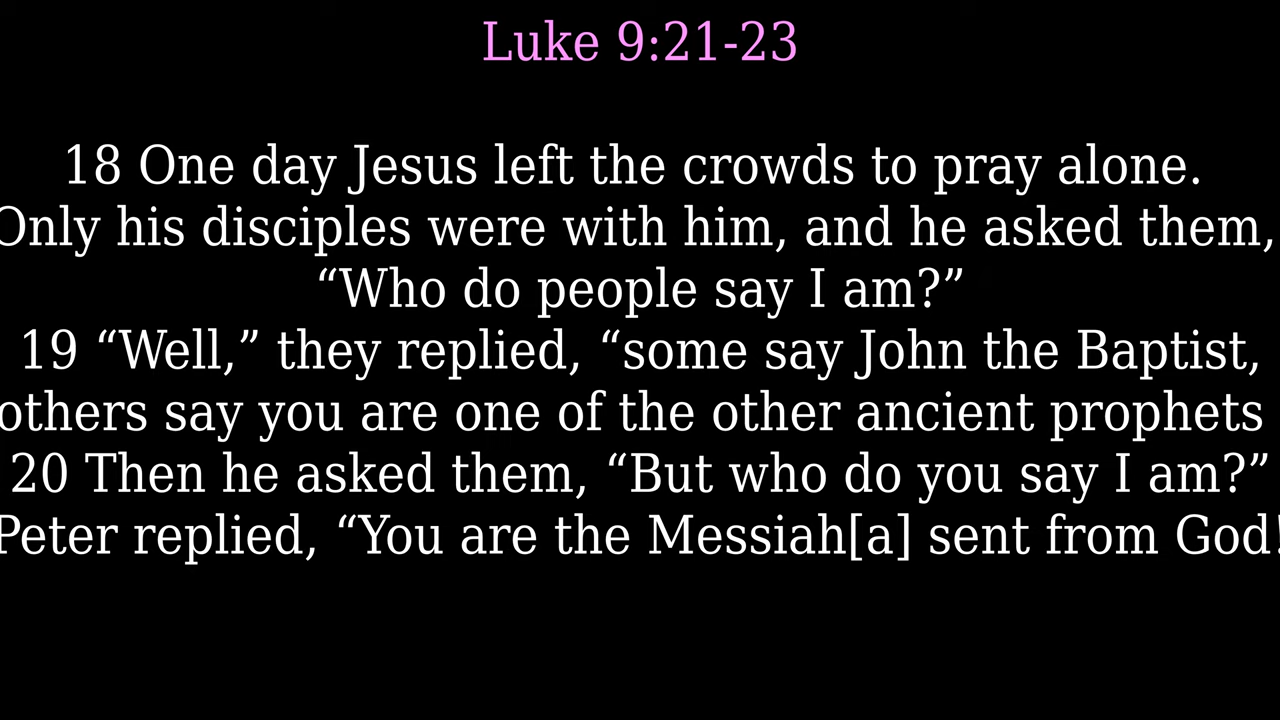 Luke 9:21-23
18 One day Jesus left the crowds to pray alone.
Only his disciples were with him, and he asked them,
“Who do people say I am?”
19 “Well,” they replied, “some say John the Baptist,
others say you are one of the other ancient prophets
20 Then he asked them, “But who do you say I am?”
Peter replied, “You are the Messiah[a] sent from God!